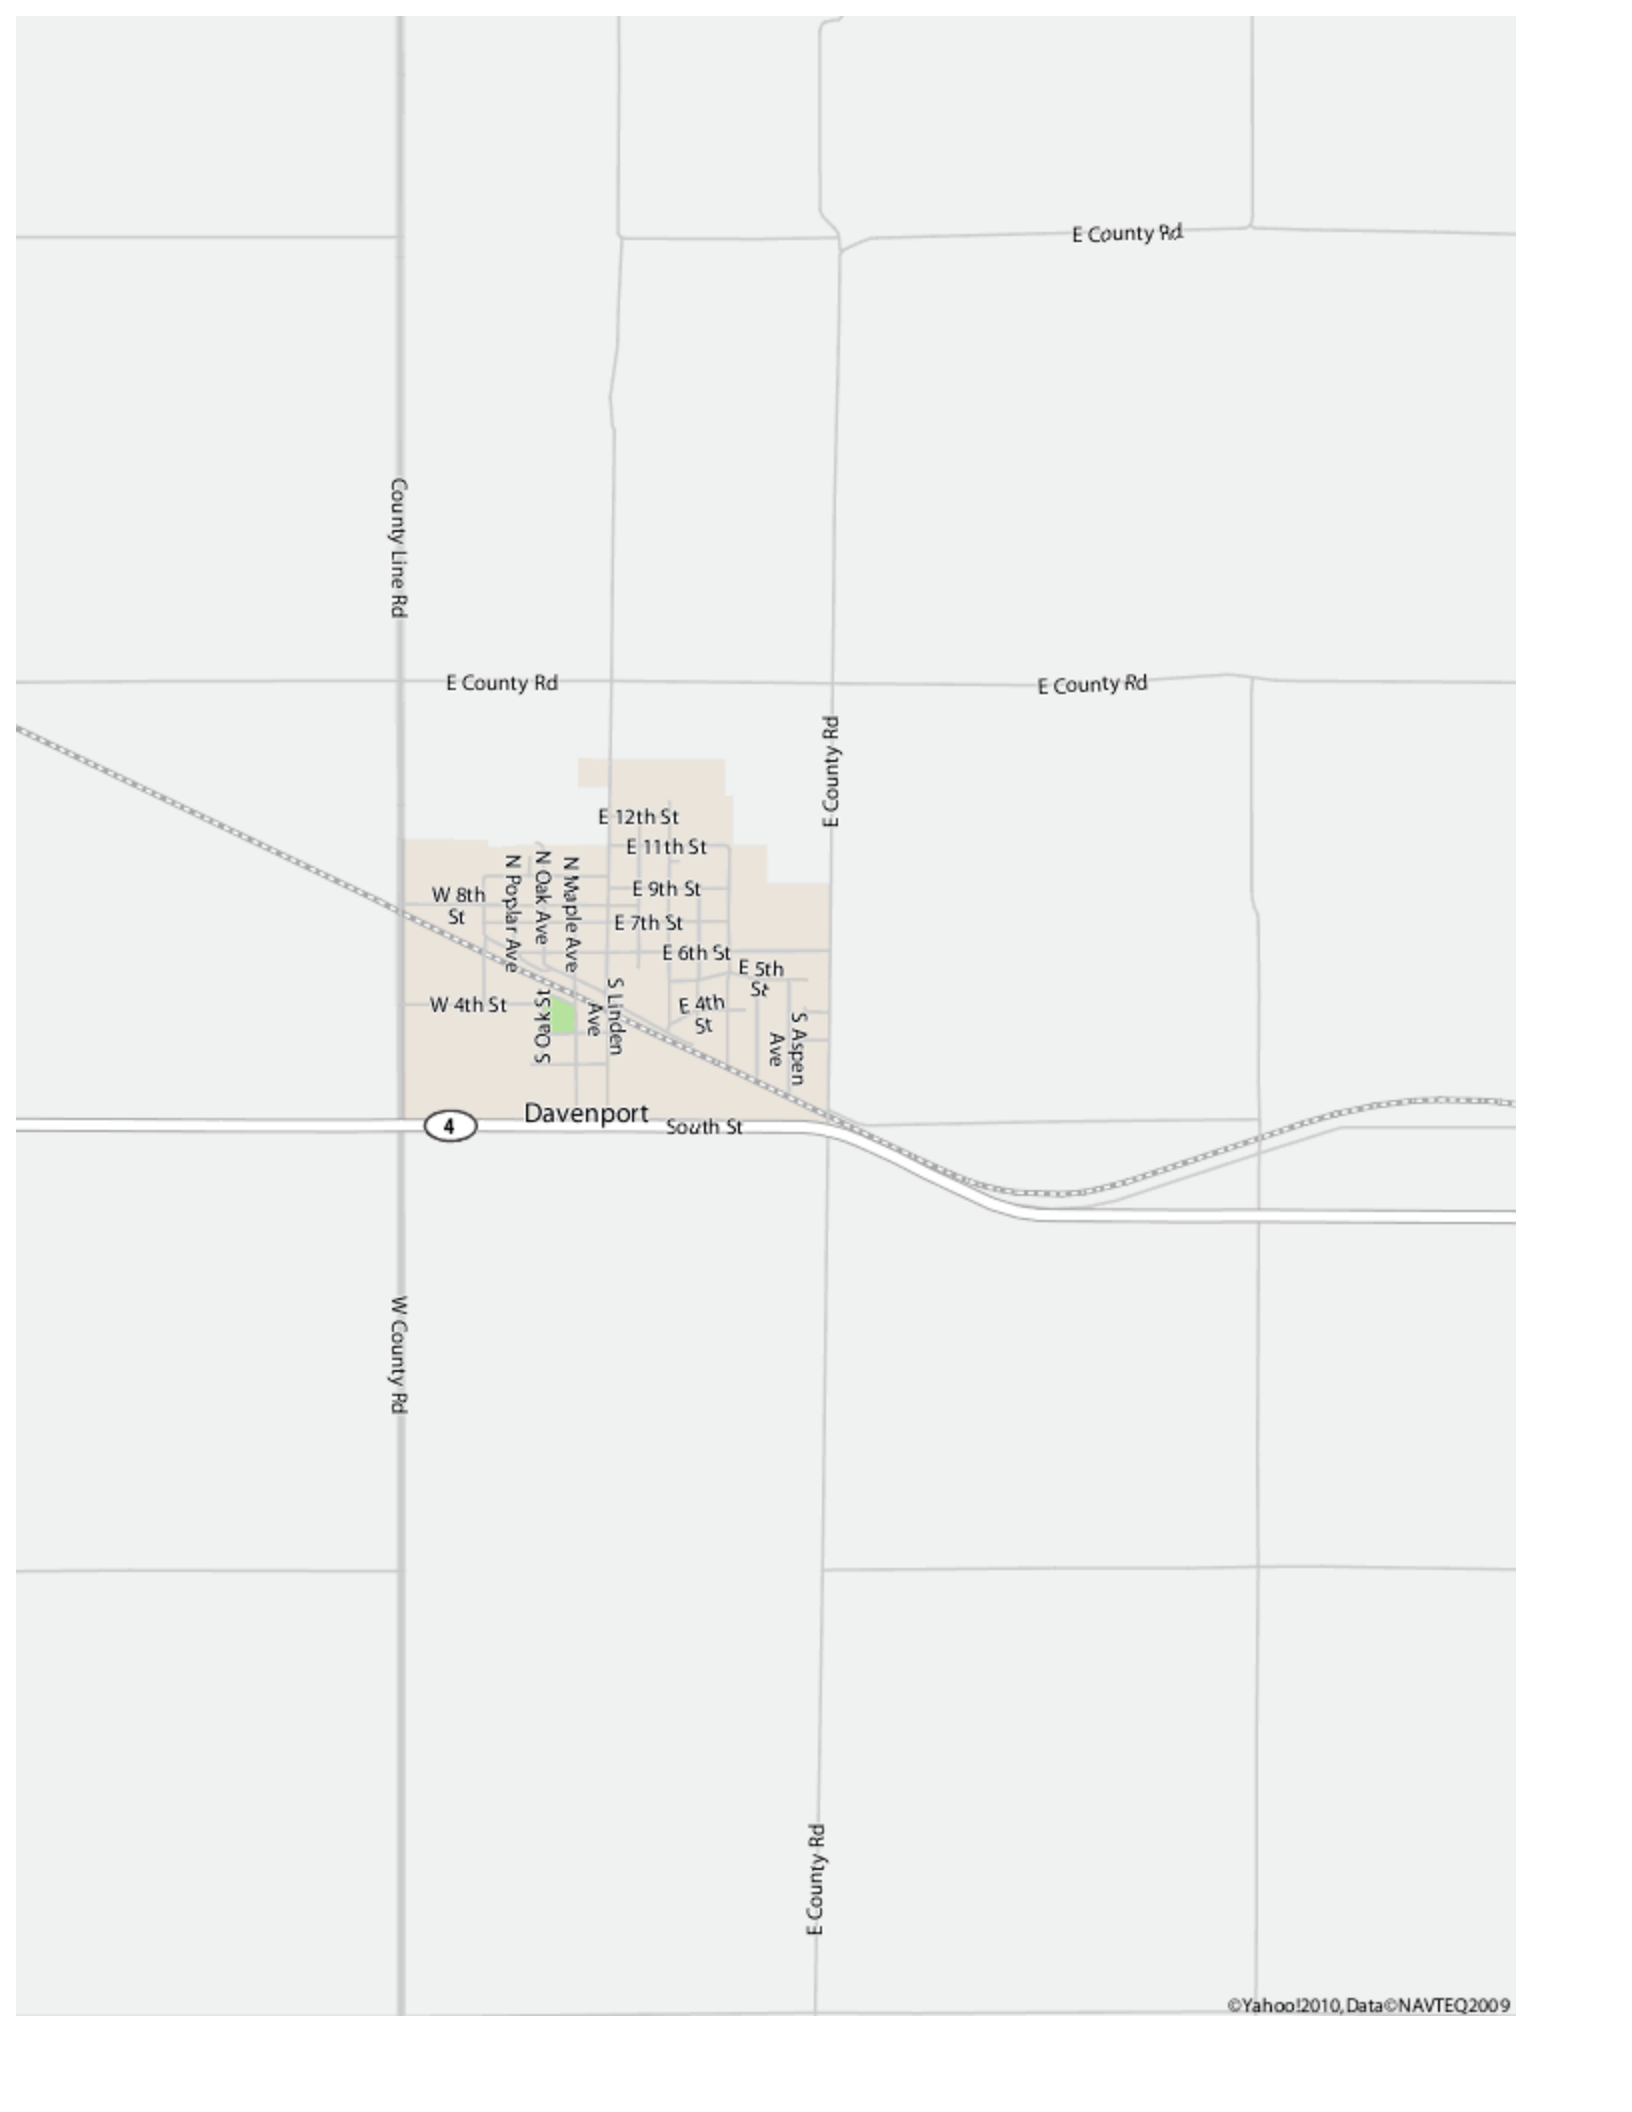 E County Rd
County Line Rd
E County Rd
E County Rd
E County Rd
E 12th St
E 11th St
N Poplar Ave
N Oak Ave
N Maple Ave
W 8th
St
E 9th St
E 7th St
E 6th St
E 5th
St
W 4th St
S Oak St
S Linden
Ave
E 4th
St
S Aspen
Ave
Davenport
4
South St
W County Rd
E County Rd
©Yahoo!2010, Data©NAVTEQ2009